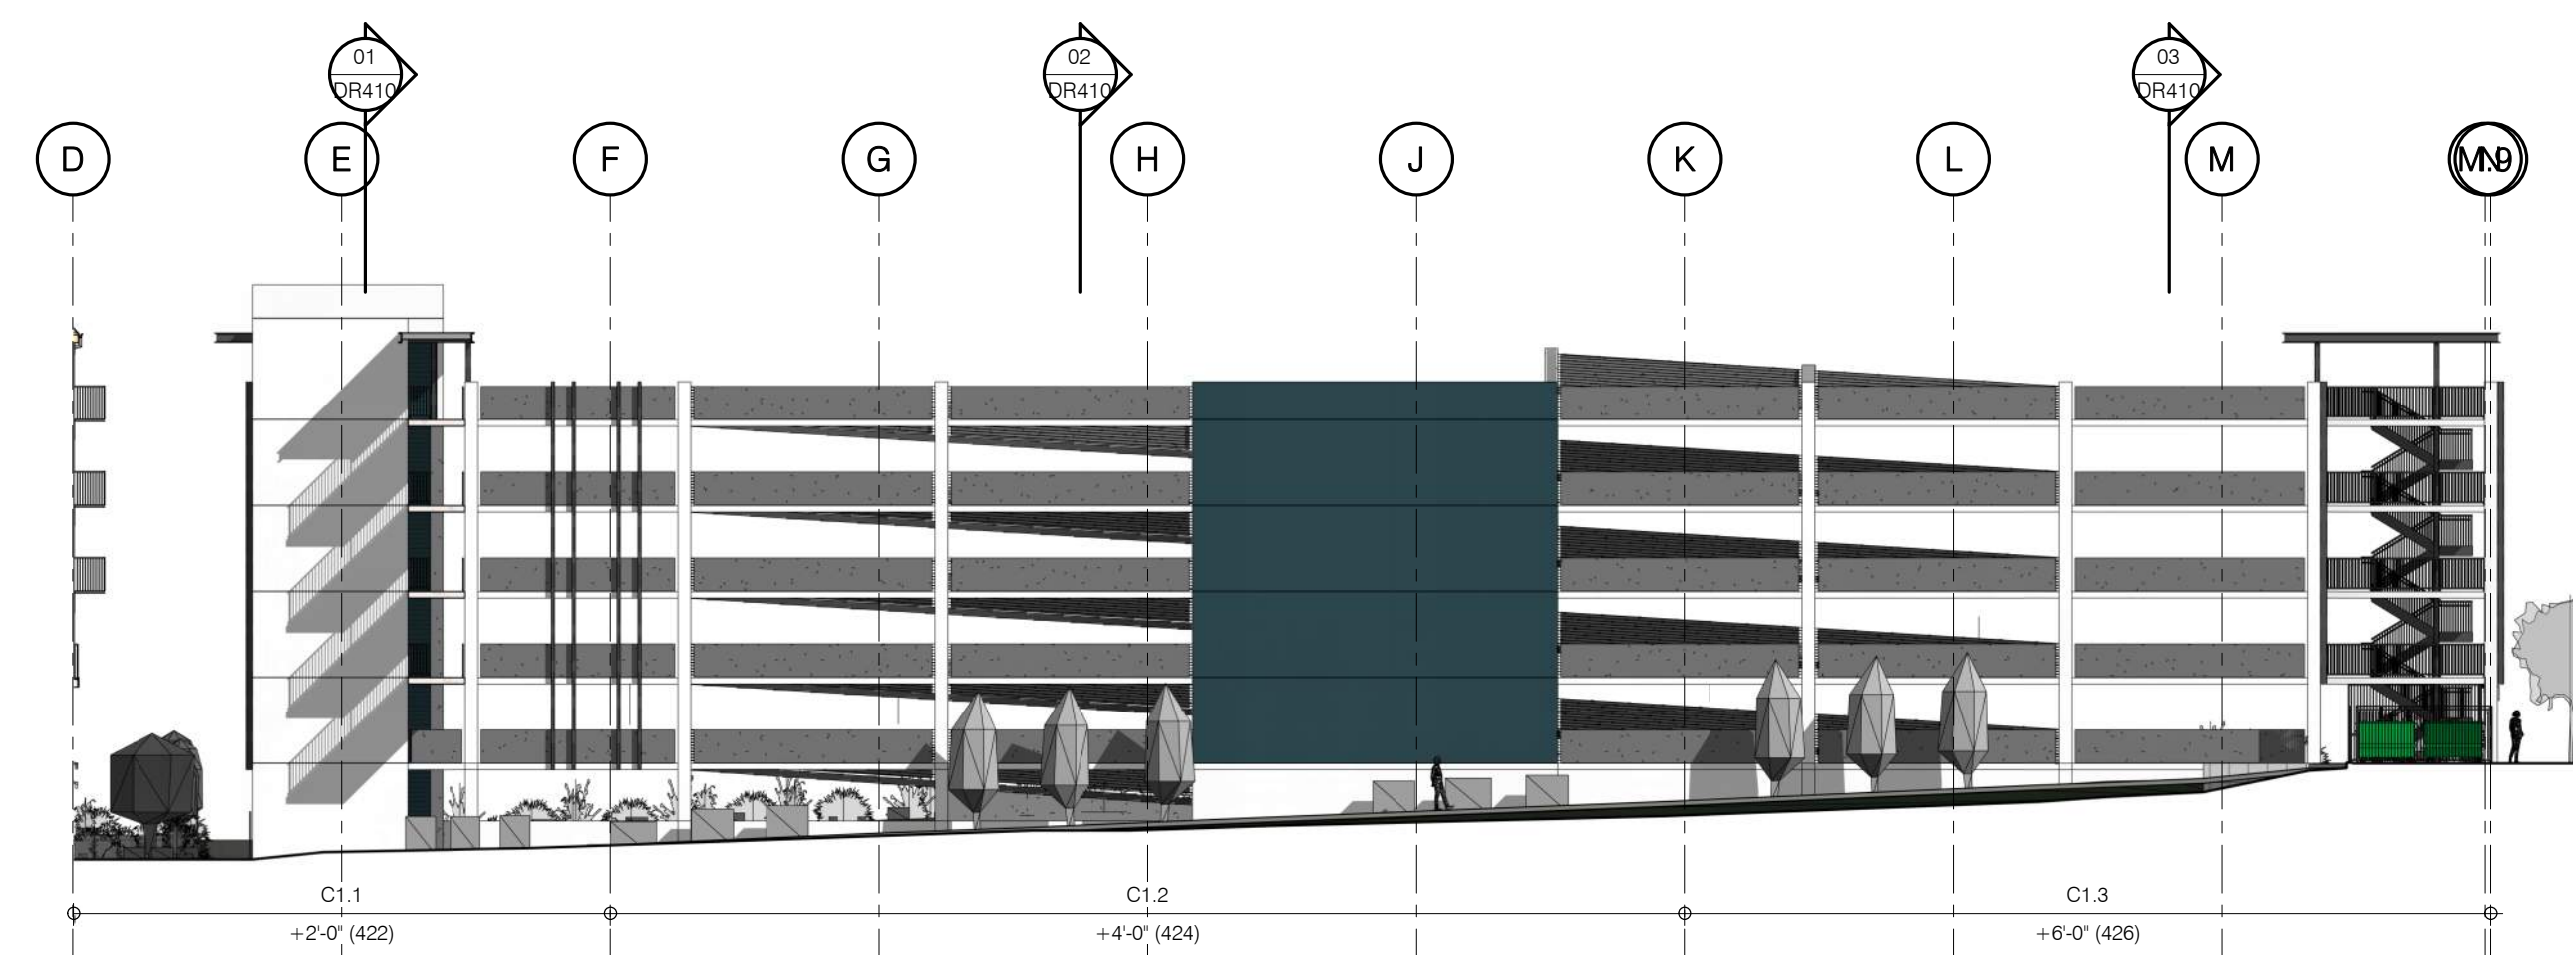 01
DR410
02
DR410
03
DR410
D
E
F
G
H
J
K
L
M
M.9
N
C1.1
C1.2
C1.3
+2'-0" (422)
+4'-0" (424)
+6'-0" (426)